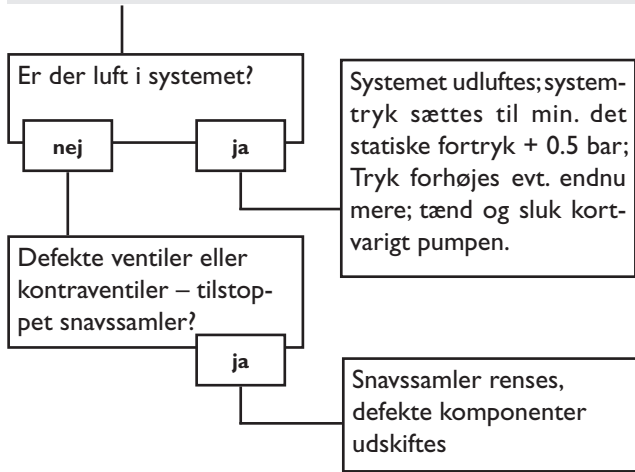 Er der luft i systemet?
nej
ja
Systemet udluftes; system-
tryk sættes til min. det
statiske fortryk + 0.5 bar;
Tryk forhøjes evt. endnu
mere; tænd og sluk kort-
varigt pumpen.
Defekte ventiler eller
kontraventiler – tilstop-
pet snavssamler?
ja
Snavssamler renses,
defekte komponenter
udskiftes